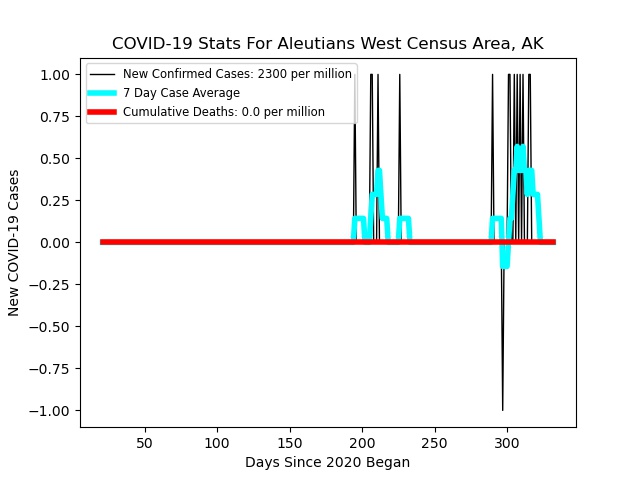 COVID-19 Stats For Aleutians West Census Area, AK
New Confirmed Cases: 2300 per million
7 Day Case Average
Cumulative Deaths: 0.0 per million
New COVID-19 Cases
1.00
0.75
0.50
0.25
0.00
−0.25
−0.50
−0.75
−1.00
50 100 150 200 250 300
Days Since 2020 Began